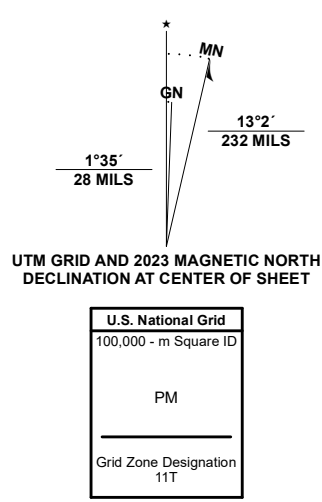 ★
MN
GN
13°2´
232 MILS
1°35´
28 MILS
UTM GRID AND 2023 MAGNETIC NORTH
DECLINATION AT CENTER OF SHEET
U.S. National Grid
100,000 - m Square ID
PM
Grid Zone Designation
11T